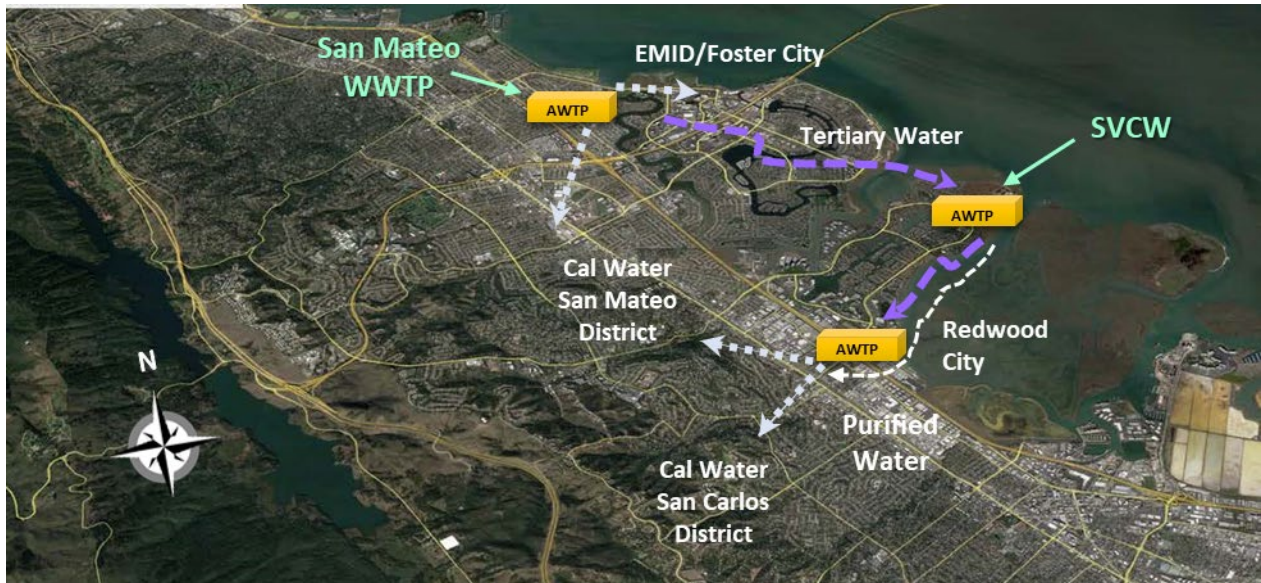 San Mateo
WWTP
EMID/Foster City
AWTP
Tertiary Water
SVCW
AWTP
Cal Water
San Mateo
District
AWTP
Redwood
City
N
Purified
Water
Cal Water
San Carlos
District